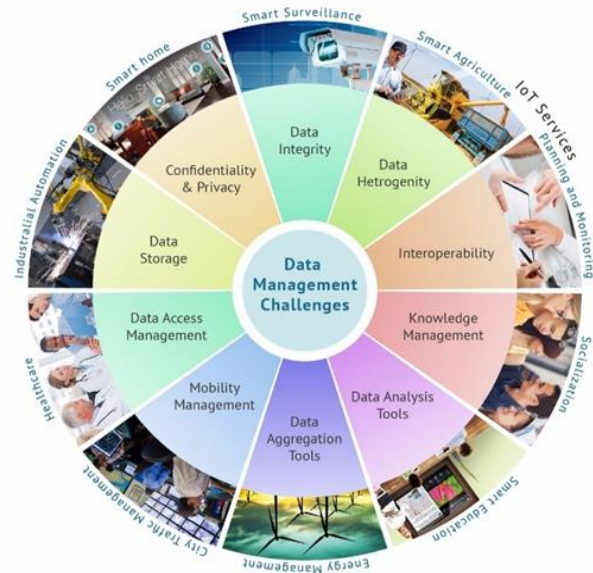 Smart Surveillance
Smart Agriculture
IoT Services
Planning and Monitoring
Socialization
Smart Education
Energy Management
City Traffic Management
Healthcare
Industralial Automation
Smart home
Data
Integrity
Data
Hetrogenity
Interoperability
Knowledge
Management
Data Analysis
Tools
Data
Aggregation
Tools
Mobility
Management
Data Access
Management
Data
Storage
Confidentiality
& Privacy
Data
Management
Challenges